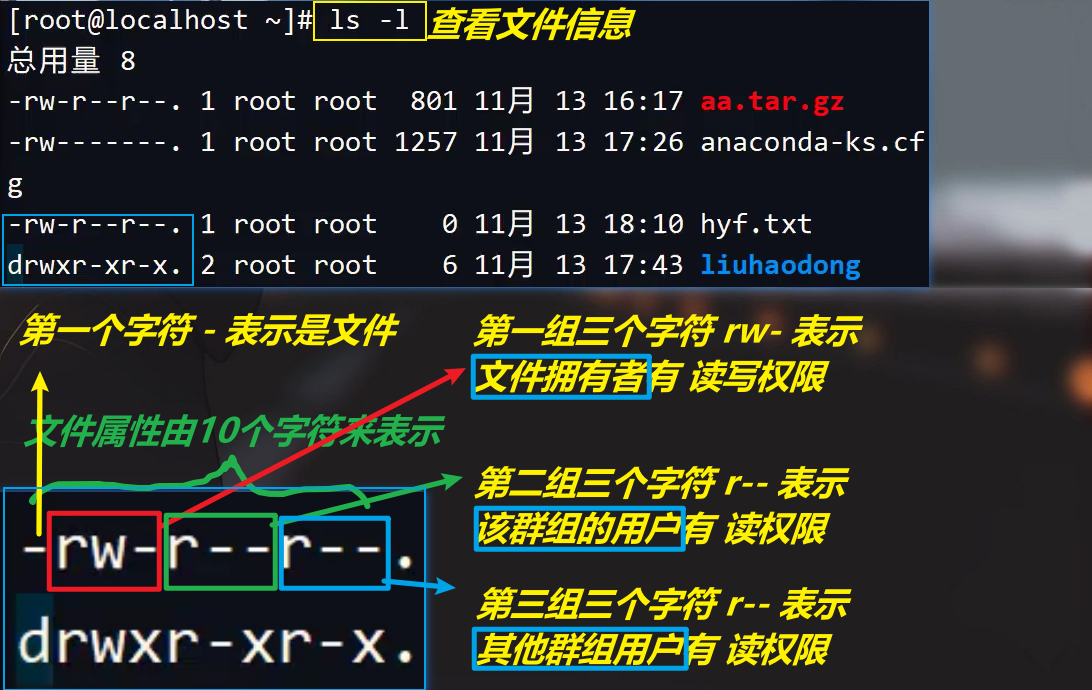 [root@localhost ~]# ls -l 查看文件信息
总用量 8
-rw-r--r--. 1 root root  801 11月  13 16:17 aa.tar.gz
-rw-------. 1 root root 1257 11月  13 17:26 anaconda-ks.cf
g
-rw-r--r--. 1 root root    0 11月  13 18:10 hyf.txt
drwxr-xr-x. 2 root root    6 11月  13 17:43 liuhaodong
第一个字符 - 表示是文件
文件属性由10个字符来表示
-rw-r--r--.
drwxr-xr-x.
第一组三个字符 rw- 表示
文件拥有者有 读写权限
第二组三个字符 r-- 表示
该群组的用户有 读权限
第三组三个字符 r-- 表示
其他群组用户有 读权限